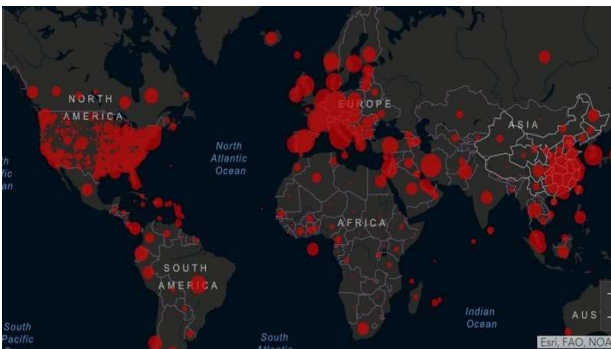 NORTH
AMERICA
EUROPE
ASIA
North
Atlantic
Ocean
AFRICA
SOUTH
AMERICA
Indian
Ocean
AUS
South
Pacific
South
Esri, FAO, NOA